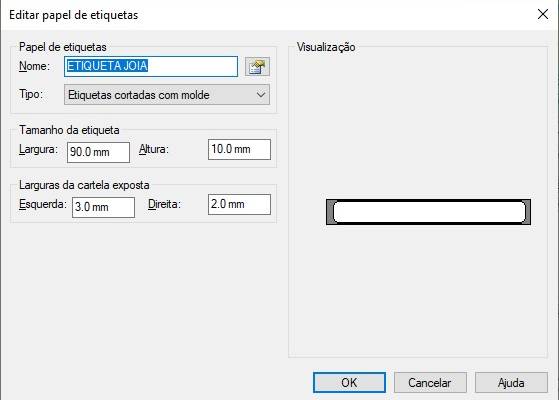 Editar papel de etiquetas
Papel de etiquetas
Nome: ETIQUETA JOIA
Tipo: Etiquetas cortadas com molde
Tamanho da etiqueta
Largura: 90.0 mm Altura: 10.0 mm
Larguras da cartela exposta
Esquerda: 3.0 mm Direita: 2.0 mm
Visualização
OK Cancelar Ajuda